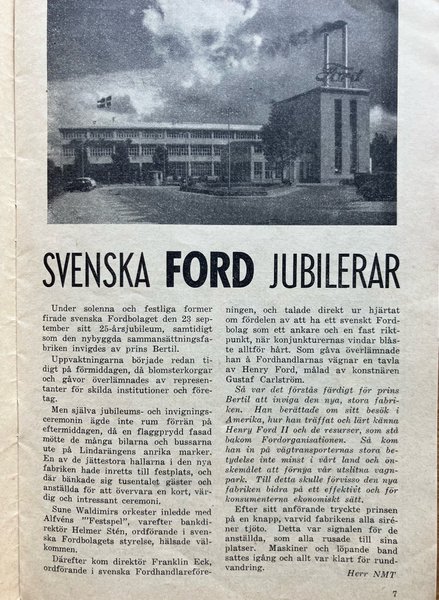 Ford
SVENSKA FORD JUBILERAR
Under solenna och festliga former
firade svenska Fordbolaget den 23 sep-
tember sitt 25-årsjubileum, samtidigt
som den nybyggda sammansättningsfa-
briken invigdes av prins Bertil.
Uppvaktningarna började redan ti-
digt på förmiddagen, då blomsterkorgar
och gåvor överlämnades av represen-
tanter för skilda institutioner och före-
tag.
Men själva jubileums- och invignings-
ceremonin ägde inte rum förrän på
eftermiddagen, då en flaggprydd fasad
mötte de många bilarna och bussarna
ute på Lindarängens anrika marker.
En av de jättestora hallarna i den nya
fabriken hade inretts till festplats, och
där bänkade sig tusentalet gäster och
anställda för att övervara en kort, vär-
dig och intressant ceremoni.
Sune Waldimirs orkester inledde med
Alfvéns "Festspel", varefter bankdi-
rektör Helmer Stén, ordförande i sven-
ska Fordbolagets styrelse, hälsade väl-
kommen.
Därefter kom direktör Franklin Eck,
ordförande i svenska Fordhandlareföre-
ningen, och talade direkt ur hjärtat
om fördelen av att ha ett svenskt Ford-
bolag som ett ankare och en fast rikt-
punkt, när konjunkturernas vindar blås-
te alltför hårt. Som gåva överlämnade
han å Fordhandlarnas vägnar en tavla
av Henry Ford, målad av konstnären
Gustaf Carlström.
Så var det förstås färdigt för prins
Bertil att inviga den nya, stora fabri-
ken. Han berättade om sitt besök i
Amerika, hur han träffat och lärt känna
Henry Ford II och de resurser, som stå
bakom Fordorganisationen. Så kom
han in på vägtransporternas stora be-
tydelse inte minst i vårt land och ön-
skemålet att förnya vår utslitna vagn-
park. Till detta skulle förvisso den nya
fabriken bidra på ett effektivt och för
konsumenterna ekonomiskt sätt.
Efter sitt anförande tryckte prinsen
på en knapp, varvid fabrikens alla sire-
ner tjöto. Detta var signalen för de
anställda, som alla rusade till sina
platser. Maskiner och löpande band
sattes igång och allt var klart för rund-
vandring.
Herr NMT
7